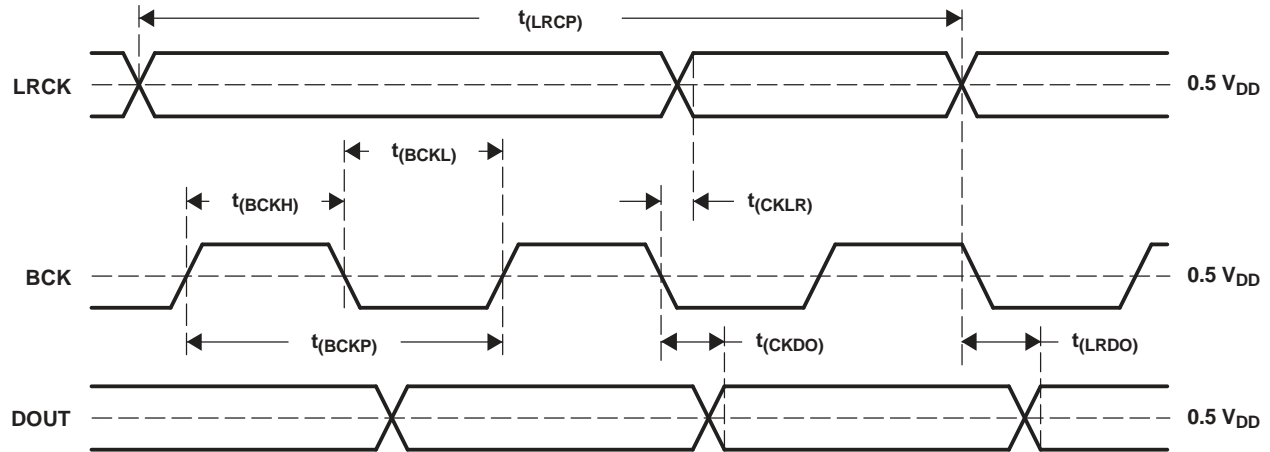 t(LRCP)
LRCK
0.5 VDD
t(BCKL)
t(BCKH)
t(CKLR)
BCK
0.5 VDD
t(BCKP)
t(CKDO)
t(LRDO)
DOUT
0.5 VDD